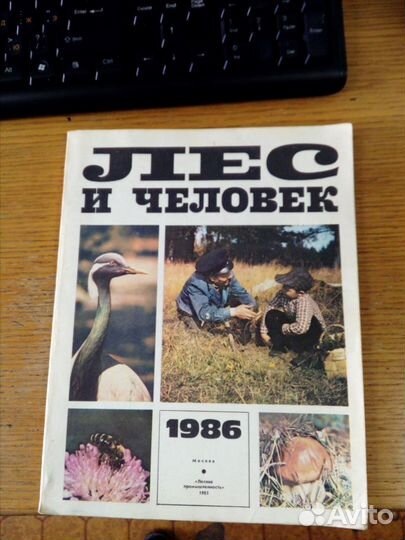 ЛЕС
И ЧЕЛОВЕК
1986
Москва
«Лесная
промышленность»
1985
Avito